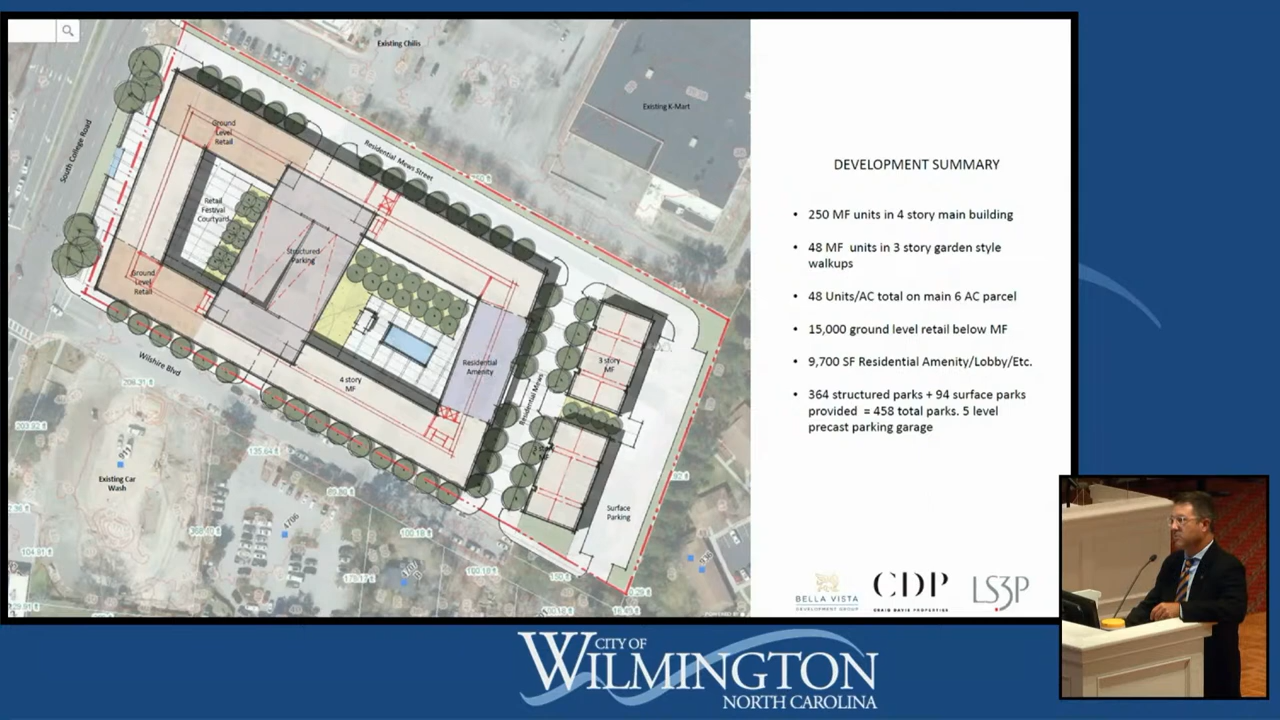 Existing Chilis
Existing K-Mart
South College Road
Ground
Level
Retail
Residential Mews Street
Retail
Festival
Courtyard
Structured
Parking
Ground
Level
Retail
Wilshire Blvd
4 story
MF
Residential
Amenity
Residential Mews
3 story
MF
MF
Surface
Parking
Existing Car
Wash
DEVELOPMENT SUMMARY
• 250 MF units in 4 story main building
• 48 MF units in 3 story garden style
walkups
• 48 Units/AC total on main 6 AC parcel
• 15,000 ground level retail below MF
• 9,700 SF Residential Amenity/Lobby/Etc.
• 364 structured parks + 94 surface parks
provided = 458 total parks. 5 level
precast parking garage
BELLA VISTA
DEVELOPMENT GROUP
CDP
CRAIG DAVIS PROPERTIES
LS3P
CITY OF
WILMINGTON
NORTH CAROLINA